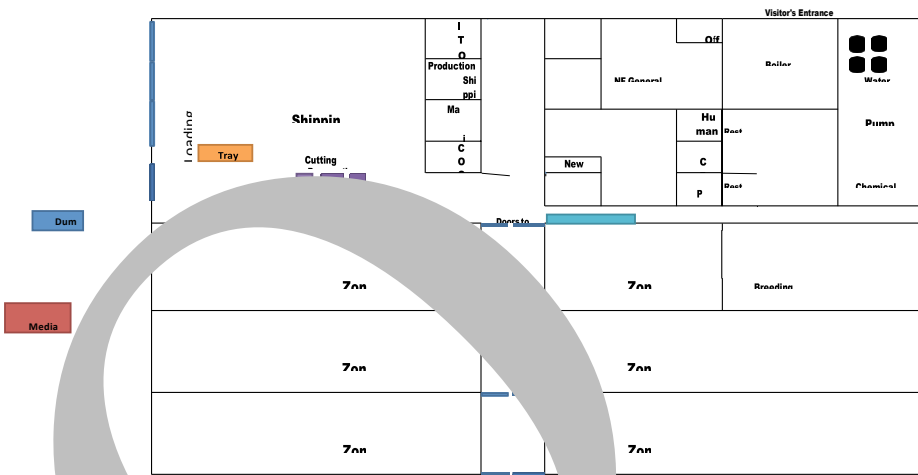 Visitor's Entrance
I
T
O
Off
Production
Shi
ppi
NF General
Boiler
Water
Ma
i
Loading
Shippin
Hu
man
Rest
Pump
Tray
Cutting
C
O
New
C
Rest
Chemical
P
Dum
Doors to
Zon
Zon
Breeding
Media
Zon
Zon
Zon
Zon